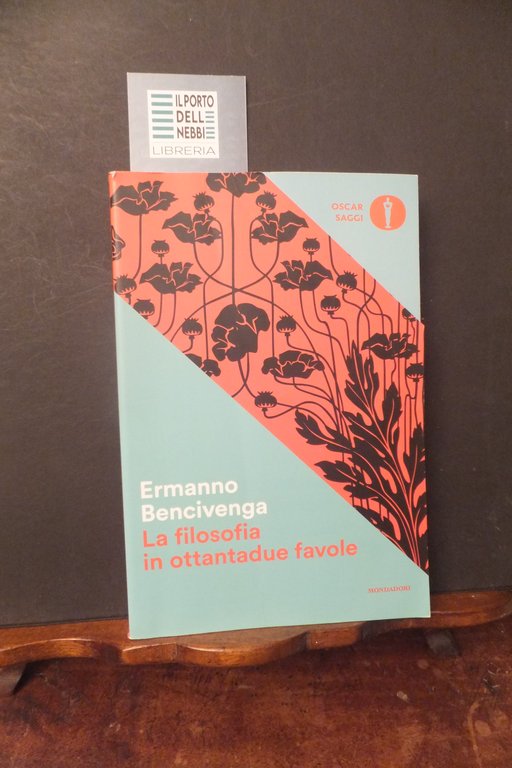 IL PORTO
DELLE
NEBBIE
LIBRERIA
OSCAR
SAGGI
Ermanno
Bencivenga
La filosofia
in ottantadue favole
MONDADORI